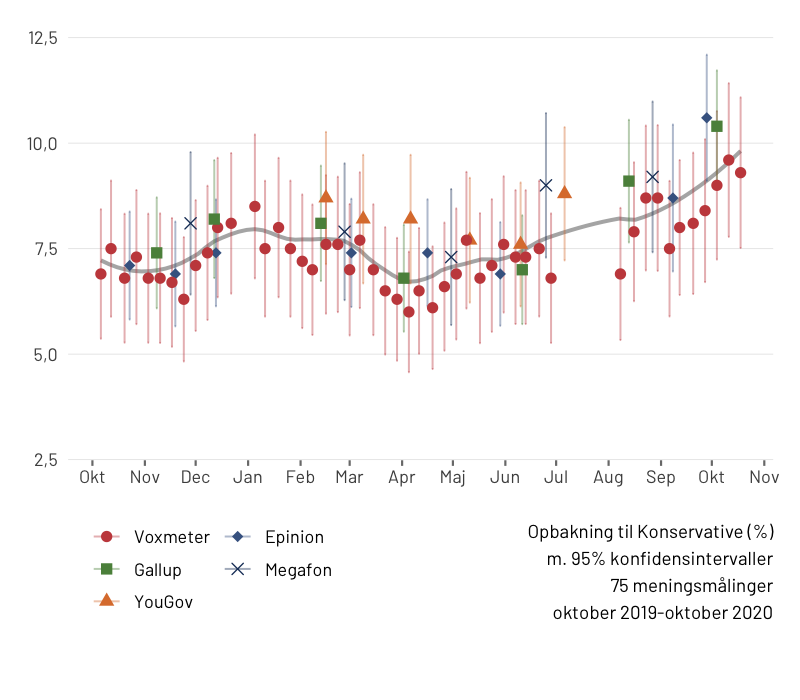 12,5
10,0
7,5
5,0
2,5
Okt Nov Dec Jan Feb Mar Apr Maj Jun Jul Aug Sep Okt Nov
Voxmeter Epinion
Gallup Megafon
YouGov
Opbakning til Konservative (%)
m. 95% konfidensintervaller
75 meningsmålinger
oktober 2019-oktober 2020